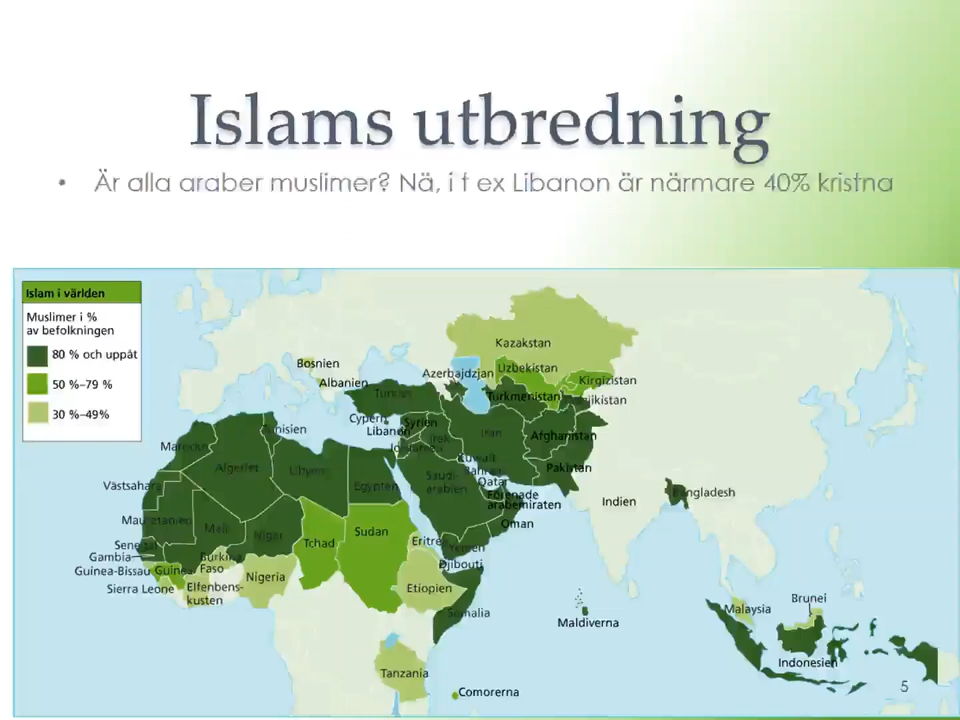 Islams utbredning
• Är alla araber muslimer? Nä, i t ex Libanon är närmare 40% kristna
Islam i världen
Muslimer i %
av befolkningen
80 % och uppåt
50 %–79 %
30 %–49%
Kazakstan
Bosnien
Azerbajdzjan
Uzbekistan
Kirgizistan
Albanien
Turkiet
Turkmenistan
Cypern
Syrien
Libanon
Tunisien
Irak
Iran
Afghanistan
Marocko
Jordanien
Kuwait
Algeriet
Libyen
Bahrain
Pakistan
Västsahara
Egypten
Saudi-
arabien
Qatar
Förenade
arabemiraten
Indien
Bangladesh
Mauretanien
Mali
Niger
Oman
Sudan
Tchad
Eritrea
Yemen
Senegal
Gambia
Burkina
Faso
Djibouti
Guinea-Bissau
Guinea
Nigeria
Etiopien
Sierra Leone
Elfenbens-
kusten
Somalia
Maldiverna
Malaysia
Brunei
Indonesien
Tanzania
Comorerna
5